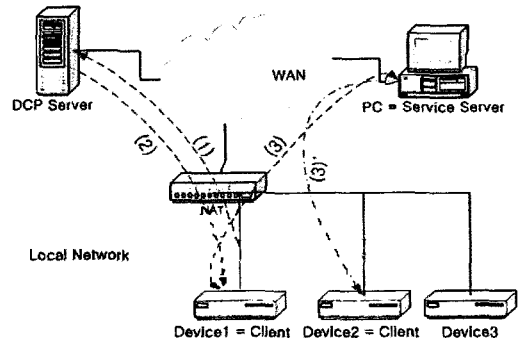 WAN
DCP Server
PC = Service Server
(2)
(1)
(3)
(3)'
NAT
Local Network
Device1 = Client
Device2 = Client
Device3